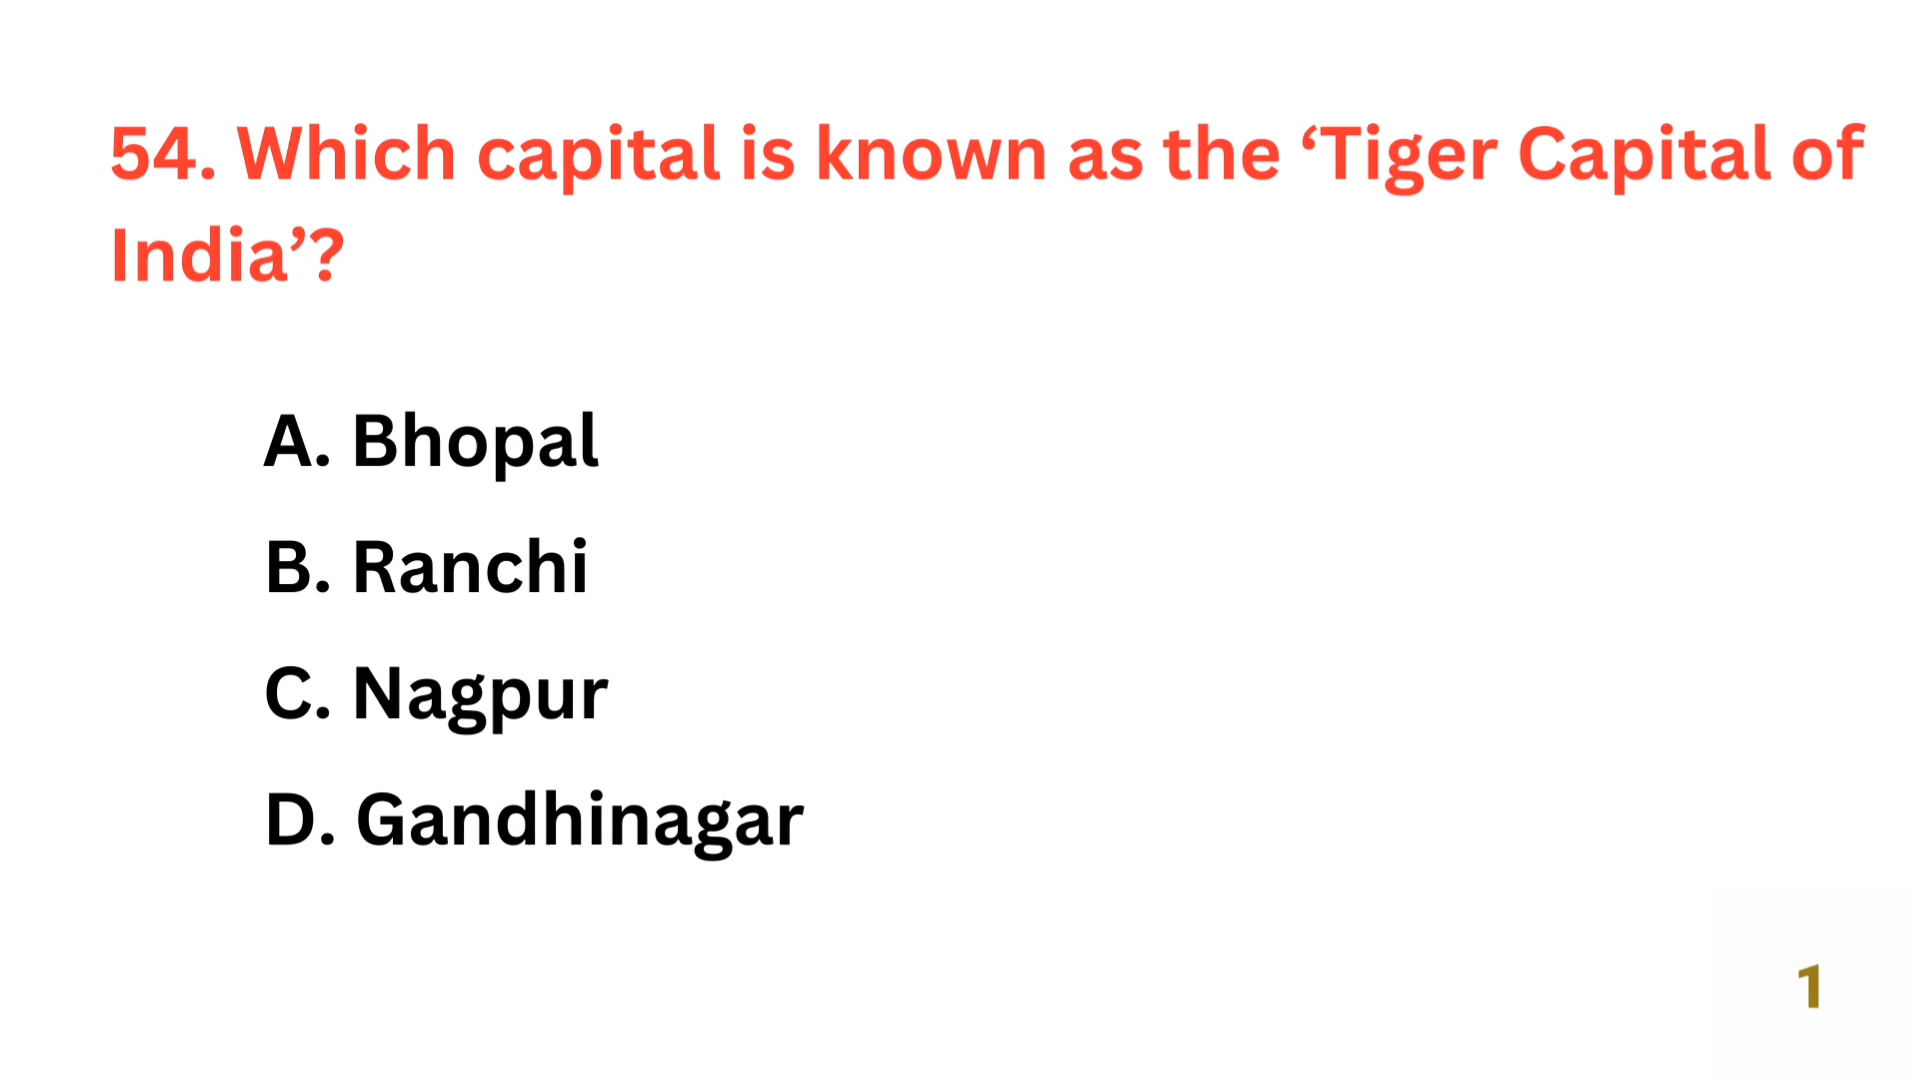 54. Which capital is known as the ‘Tiger Capital of
India’?
A. Bhopal
B. Ranchi
C. Nagpur
D. Gandhinagar
1